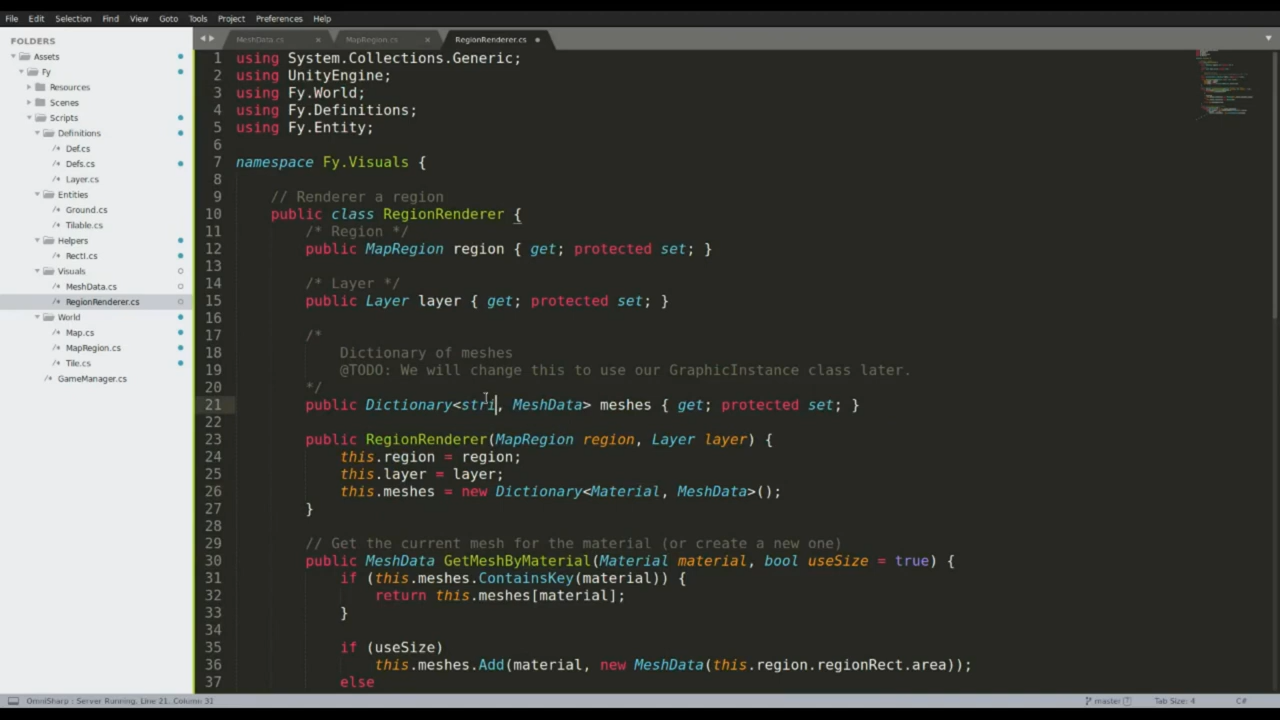 File Edit Selection Find View Goto Tools Project Preferences Help
FOLDERS
Assets
Fy
Resources
Scenes
Scripts
Definitions
/* Def.cs
/* Defs.cs
/* Layer.cs
Entities
/* Ground.cs
/* Tilable.cs
Helpers
/* RectI.cs
Visuals
/* MeshData.cs
/* RegionRenderer.cs
World
/* Map.cs
/* MapRegion.cs
/* Tile.cs
/* GameManager.cs
MeshData.cs × MapRegion.cs × RegionRenderer.cs
1 using System.Collections.Generic;
2 using UnityEngine;
3 using Fy.World;
4 using Fy.Definitions;
5 using Fy.Entity;
6
7 namespace Fy.Visuals {
8
9 // Renderer a region
10 public class RegionRenderer {
11 /* Region */
12 public MapRegion region { get; protected set; }
13
14 /* Layer */
15 public Layer layer { get; protected set; }
16
17 /*
18 Dictionary of meshes
19 @TODO: We will change this to use our GraphicInstance class later.
20 */
21 public Dictionary<stri, MeshData> meshes { get; protected set; }
22
23 public RegionRenderer(MapRegion region, Layer layer) {
24 this.region = region;
25 this.layer = layer;
26 this.meshes = new Dictionary<Material, MeshData>();
27 }
28
29 // Get the current mesh for the material (or create a new one)
30 public MeshData GetMeshByMaterial(Material material, bool useSize = true) {
31 if (this.meshes.ContainsKey(material)) {
32 return this.meshes[material];
33 }
34
35 if (useSize)
36 this.meshes.Add(material, new MeshData(this.region.regionRect.area));
37 else
OmniSharp : Server Running, Line 21, Column 31 master Tab Size: 4 C#